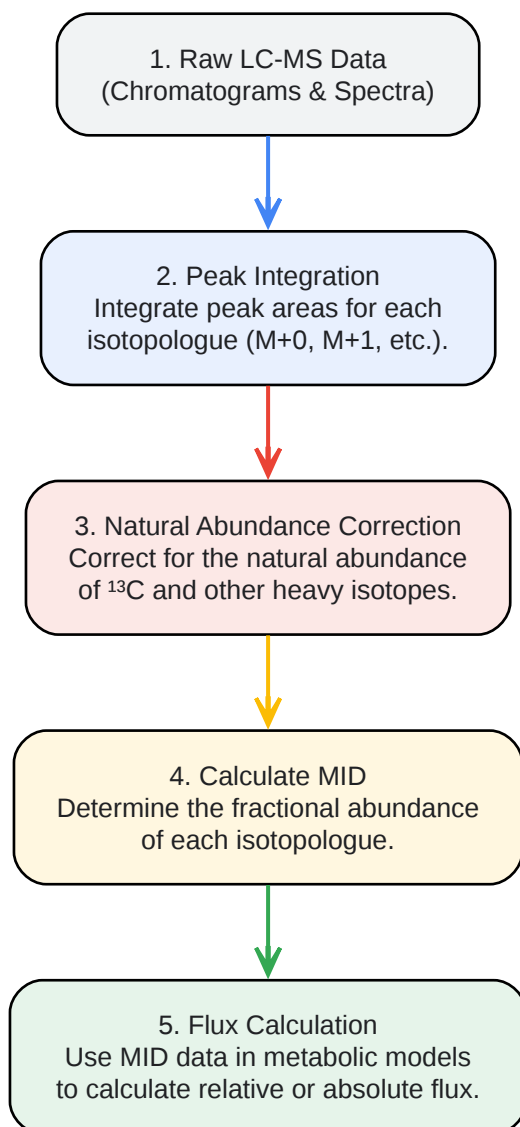 1. Raw LC-MS Data
(Chromatograms & Spectra)
2. Peak Integration
Integrate peak areas for each
isotopologue (M+0, M+1, etc.).
3. Natural Abundance Correction
Correct for the natural abundance
of ¹³C and other heavy isotopes.
4. Calculate MID
Determine the fractional abundance
of each isotopologue.
5. Flux Calculation
Use MID data in metabolic models
to calculate relative or absolute flux.